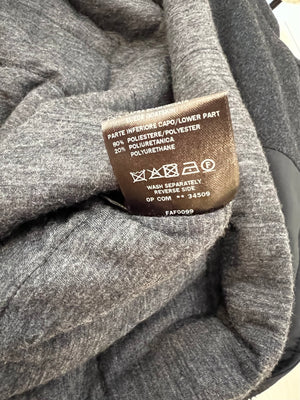 PARTE INFERIORE CAPO/LOWER PART
80% POLIESTERE/POLYESTER
20% POLIURETANICA/
POLYURETHANE
WASH SEPARATELY
REVERSE SIDE
OP COM ** 34509
FAF0099